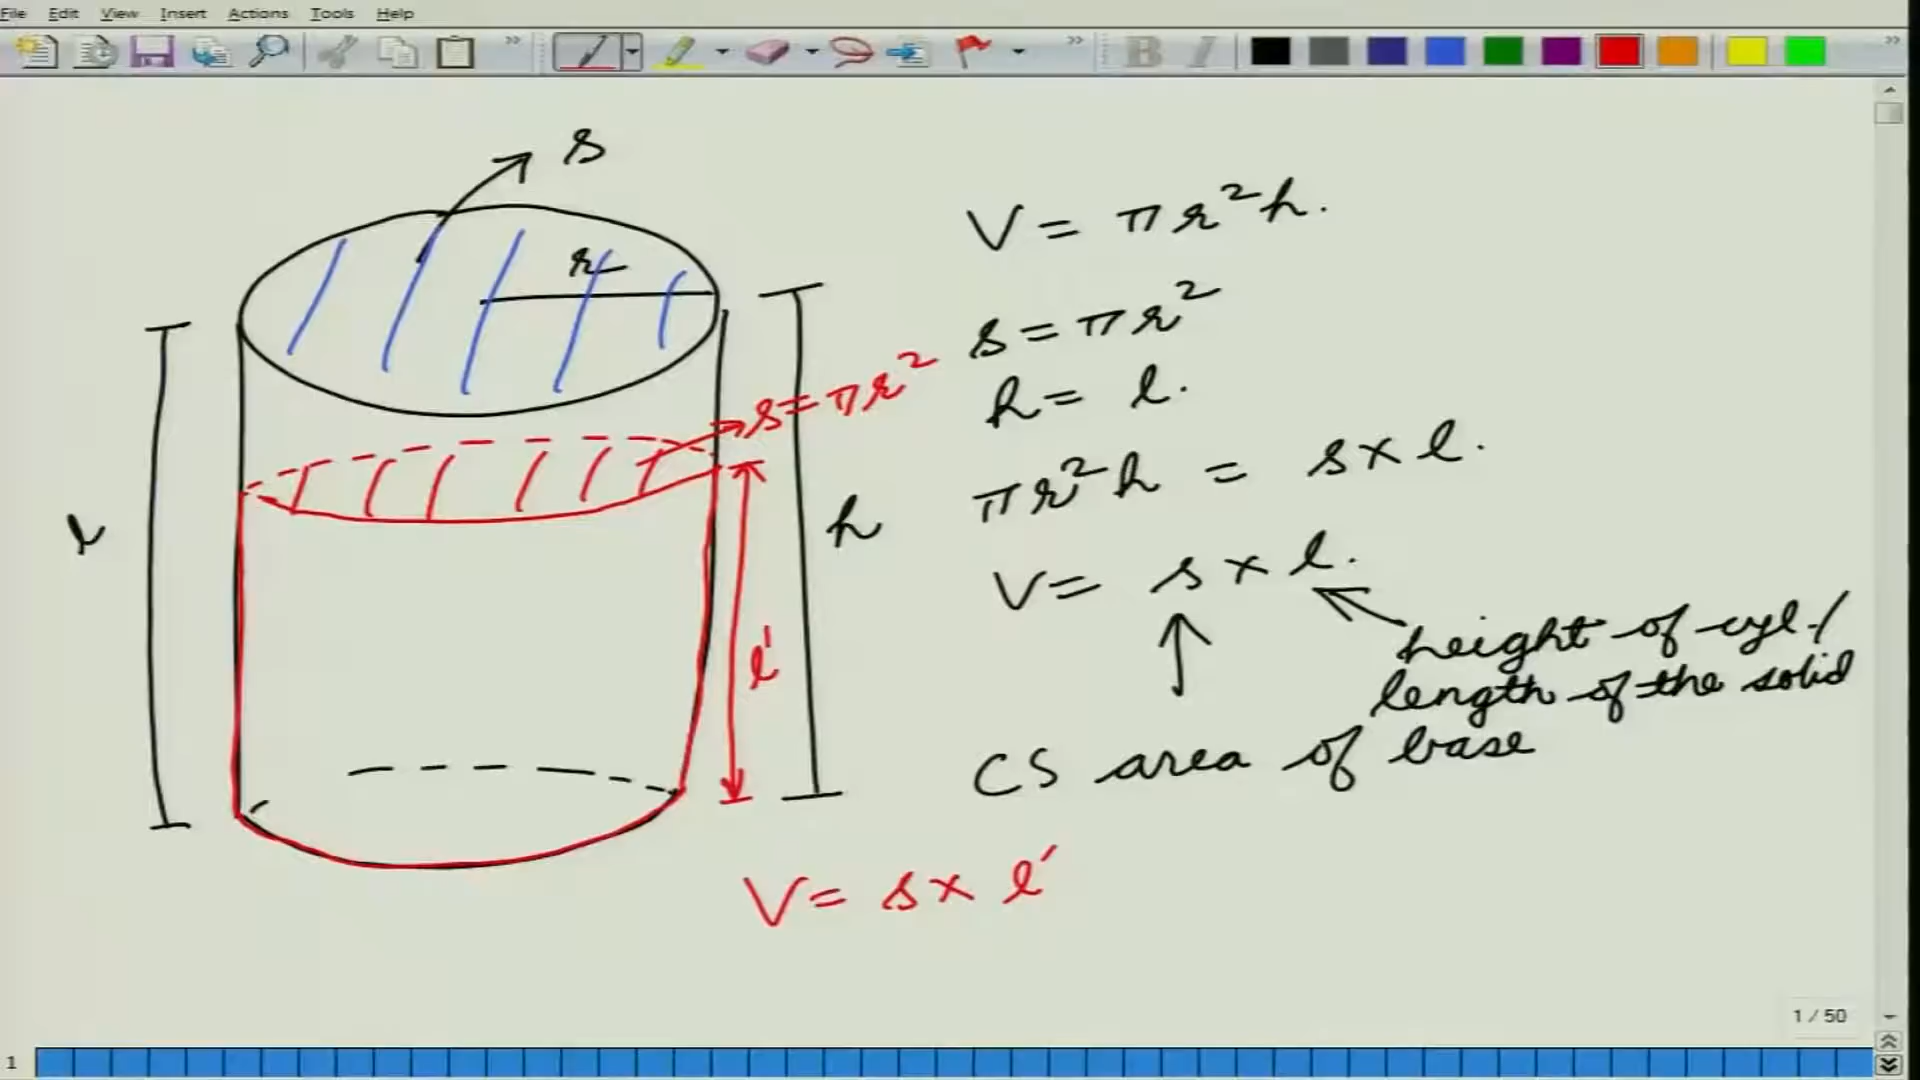 File Edit View Insert Actions Tools Help
B I
s
r
V = πr²h.
s = πr²
h = l.
s = πr²
πr²h = s × l.
l
h
V = s × l.
l'
height of cyl./
length of the solid
CS area of base
V = s × l'
1 / 50
1